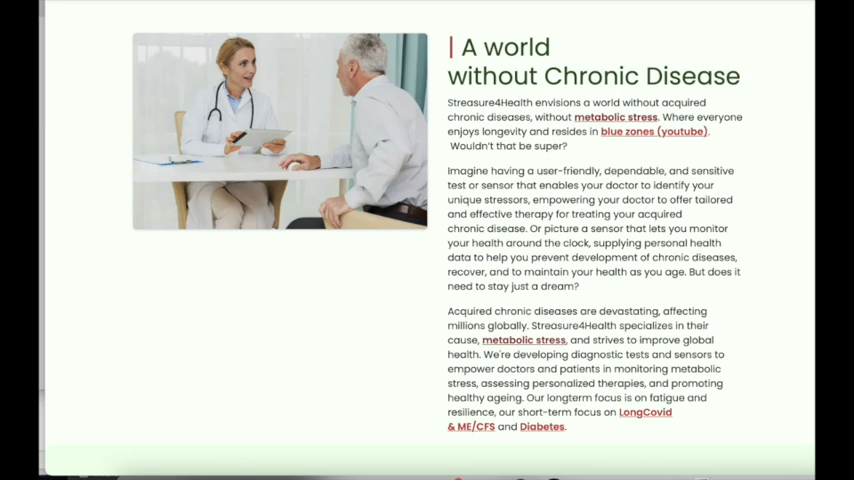 A world
without Chronic Disease
Streasure4Health envisions a world without acquired
chronic diseases, without metabolic stress. Where everyone
enjoys longevity and resides in blue zones (youtube).
Wouldn't that be super?
Imagine having a user-friendly, dependable, and sensitive
test or sensor that enables your doctor to identify your
unique stressors, empowering your doctor to offer tailored
and effective therapy for treating your acquired
chronic disease. Or picture a sensor that lets you monitor
your health around the clock, supplying personal health
data to help you prevent development of chronic diseases,
recover, and to maintain your health as you age. But does it
need to stay just a dream?
Acquired chronic diseases are devastating, affecting
millions globally. Streasure4Health specializes in their
cause, metabolic stress, and strives to improve global
health. We're developing diagnostic tests and sensors to
empower doctors and patients in monitoring metabolic
stress, assessing personalized therapies, and promoting
healthy ageing. Our longterm focus is on fatigue and
resilience, our short-term focus on LongCovid
& ME/CFS and Diabetes.